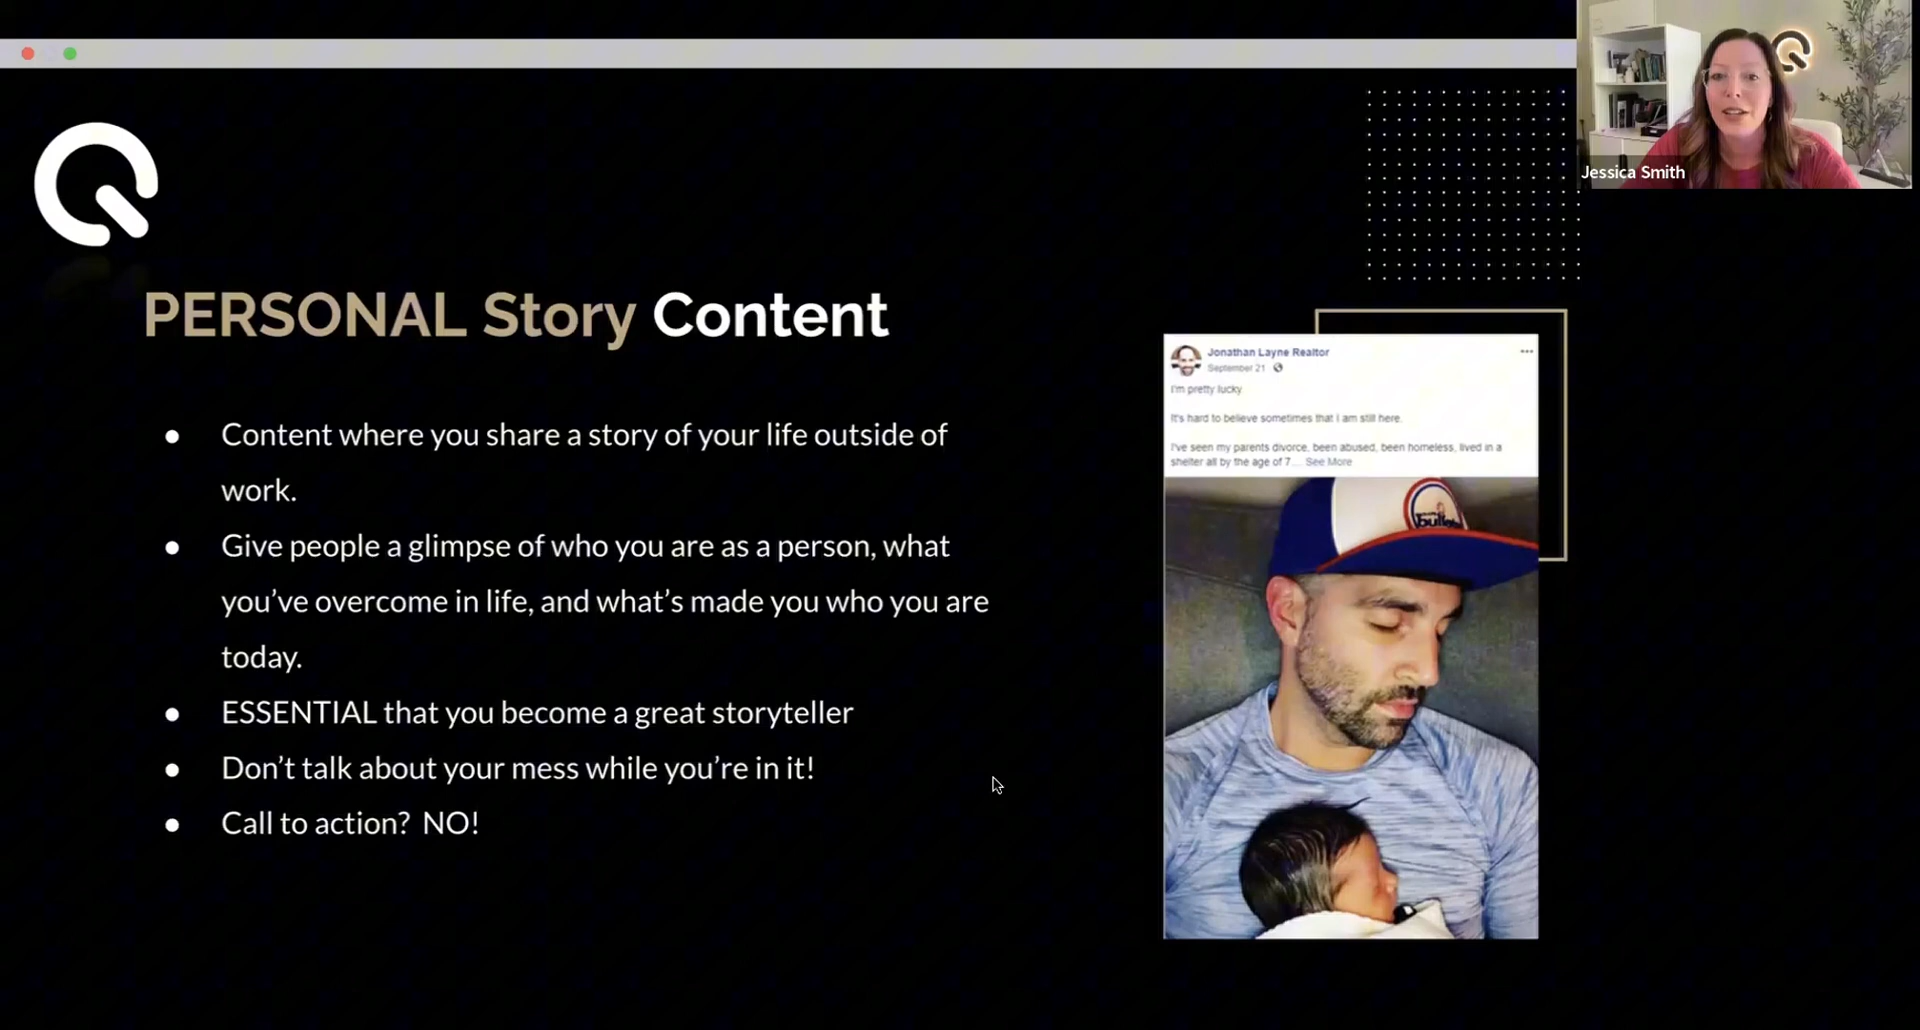 Jessica Smith
PERSONAL Story Content
● Content where you share a story of your life outside of
work.
● Give people a glimpse of who you are as a person, what
you’ve overcome in life, and what’s made you who you are
today.
● ESSENTIAL that you become a great storyteller
● Don’t talk about your mess while you’re in it!
● Call to action?  NO!
Jonathan Layne Realtor
September 21
I'm pretty lucky
It's hard to believe sometimes that I am still here.
I've seen my parents divorce, been abused, been homeless, lived in a
shelter all by the age of 7... See More